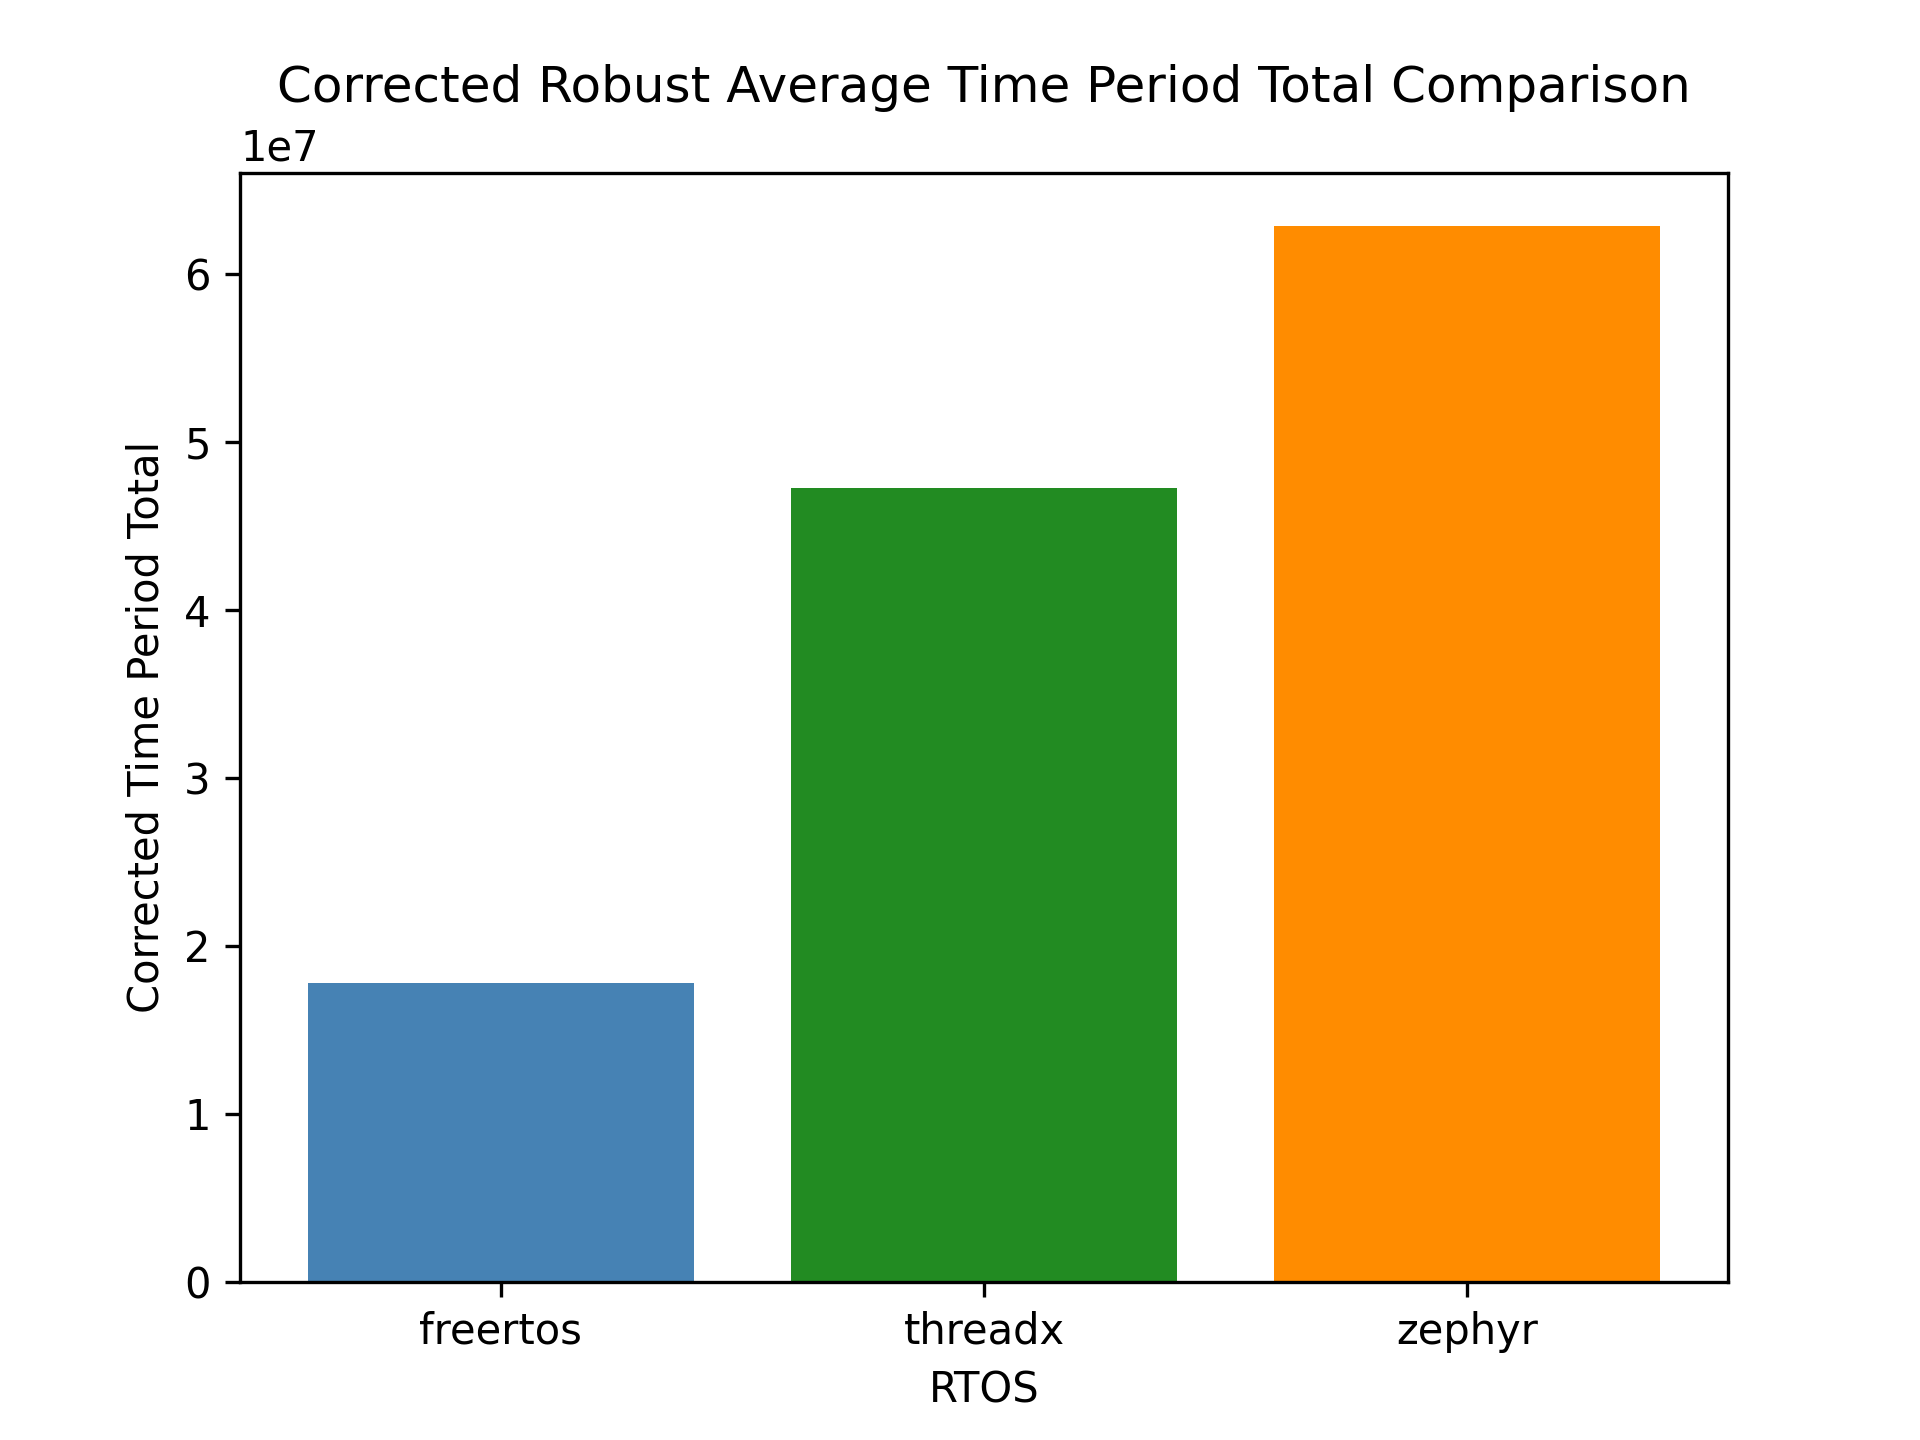 Corrected Robust Average Time Period Total Comparison
1e7
6
5
4
3
2
1
0
Corrected Time Period Total
freertos
threadx
zephyr
RTOS